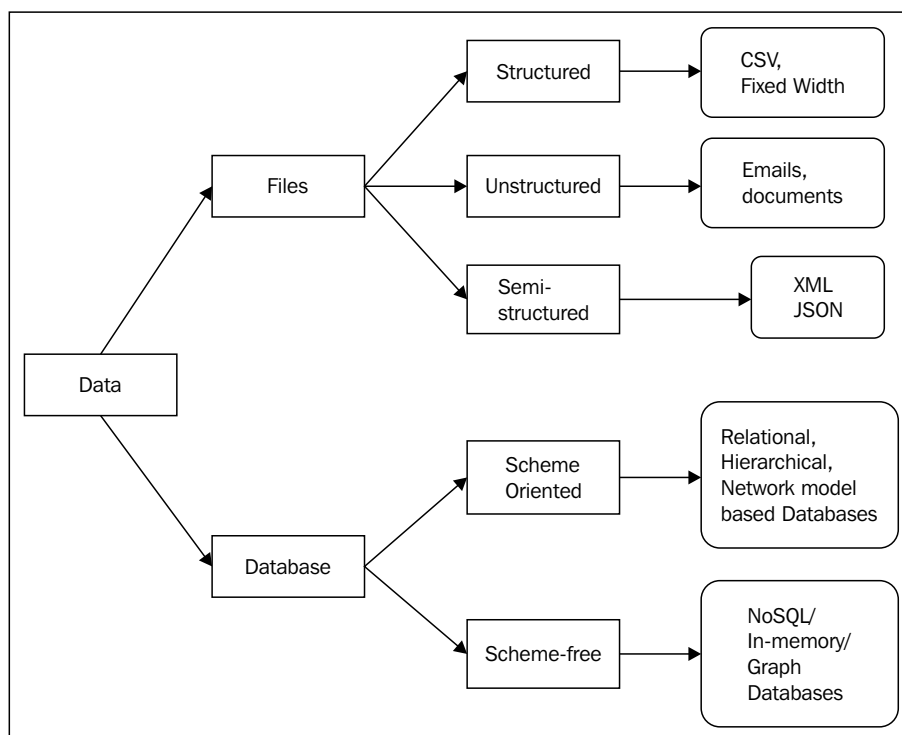 Structured
CSV,
Fixed Width
Files
Unstructured
Emails,
documents
Semi-
structured
XML
JSON
Data
Scheme
Oriented
Relational,
Hierarchical,
Network model
based Databases
Database
Scheme-free
NoSQL/
In-memory/
Graph
Databases